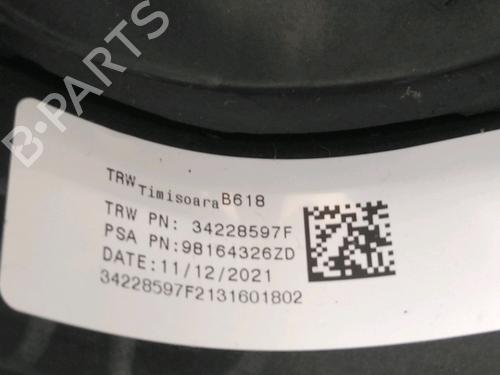 B-PARTS
TRW Timisoara B618
TRW PN: 34228597F
PSA PN:98164326ZD
DATE:11/12/2021
34228597F2131601802